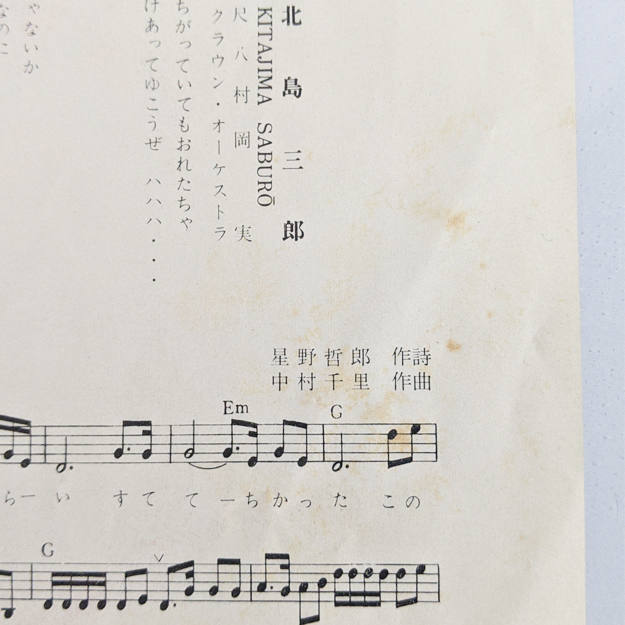 北島三郎
KITAJIMA SABURŌ
尺八村岡実
クラウン・オーケストラ
ちがっていてもおれたちゃ
けあってゆこうぜ ハハハ・・・
ゃないか
なのに
星野哲郎 作詩
中村千里 作曲
Em G
らーい すてて ーちかった この
G